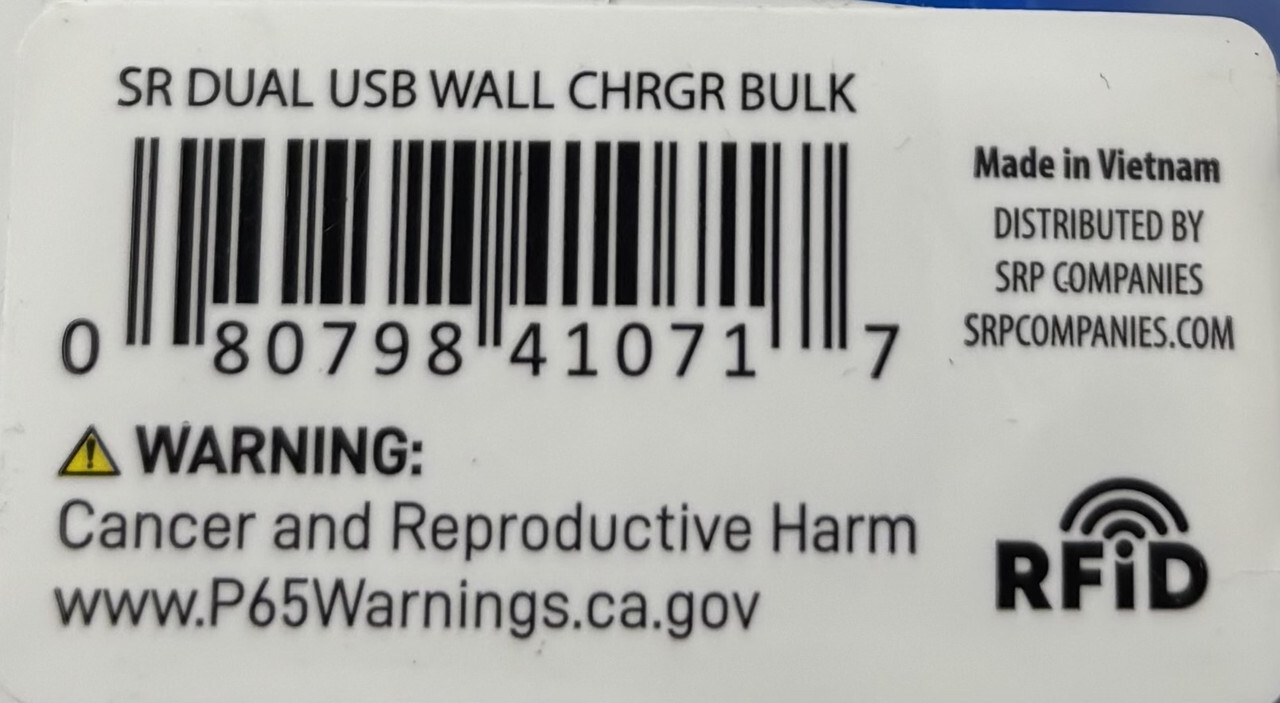 SR DUAL USB WALL CHRGR BULK
0 80798 41071 7
Made in Vietnam
DISTRIBUTED BY
SRP COMPANIES
SRPCOMPANIES.COM
WARNING:
Cancer and Reproductive Harm
www.P65Warnings.ca.gov
RFiD